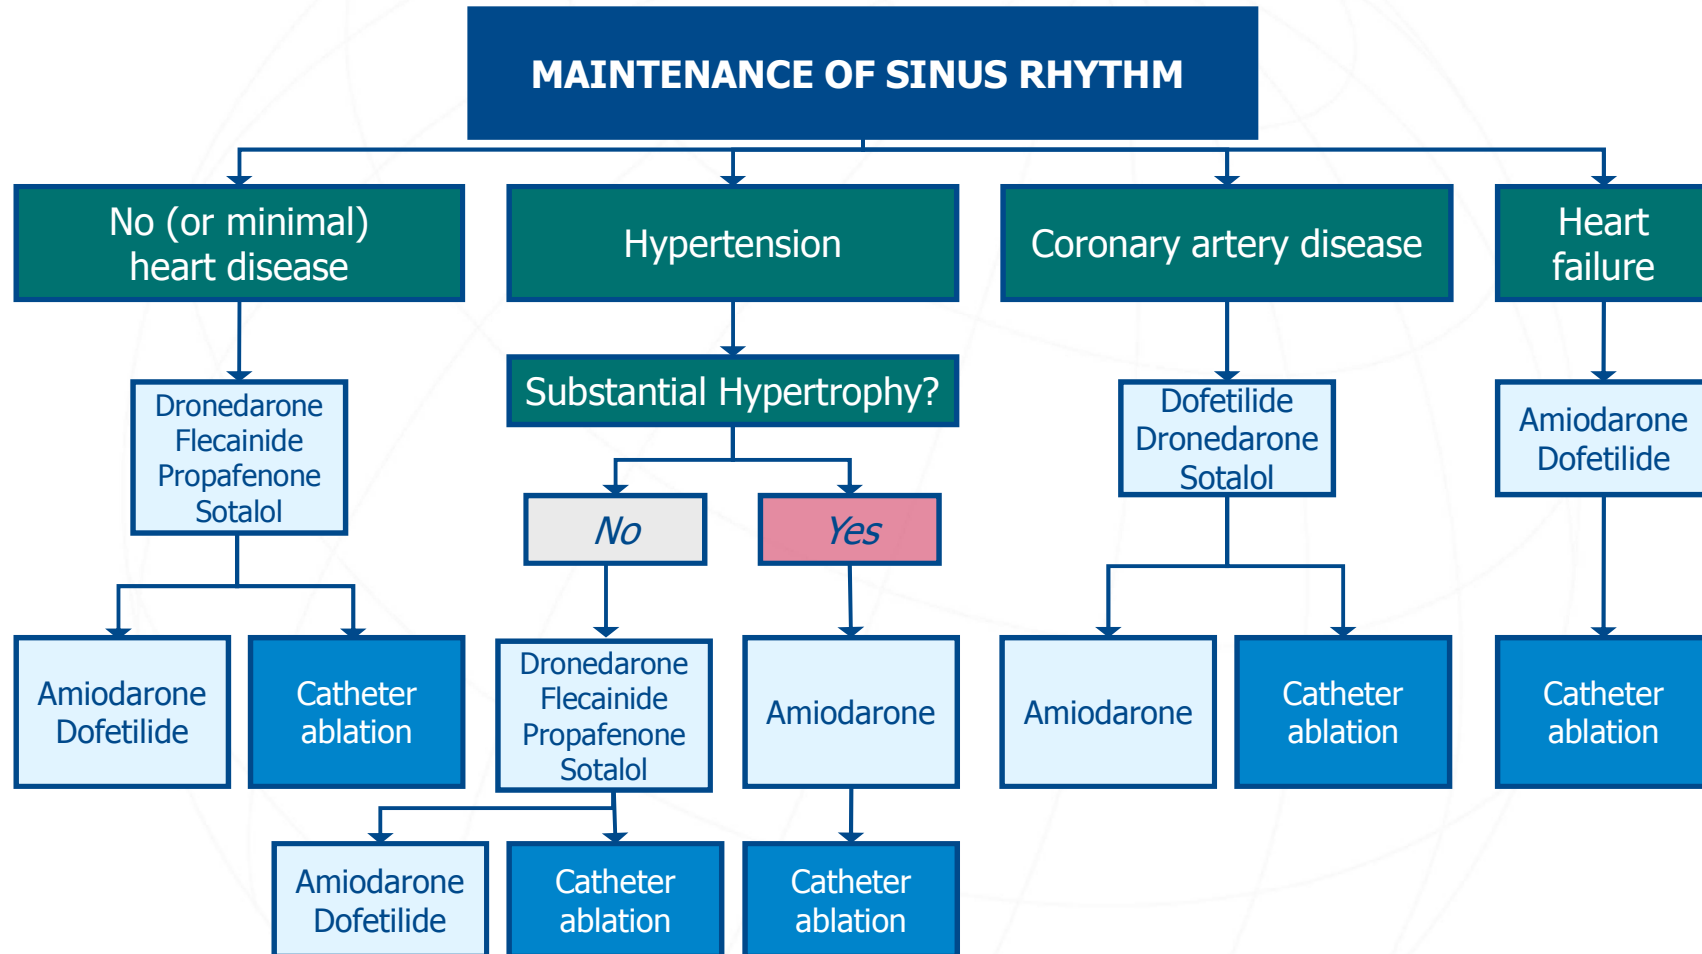 MAINTENANCE OF SINUS RHYTHM
No (or minimal)
heart disease
Hypertension
Coronary artery disease
Heart
failure
Substantial Hypertrophy?
Dronedarone
Flecainide
Propafenone
Sotalol
Dofetilide
Dronedarone
Sotalol
Amiodarone
Dofetilide
No
Yes
Amiodarone
Dofetilide
Catheter
ablation
Dronedarone
Flecainide
Propafenone
Sotalol
Amiodarone
Amiodarone
Catheter
ablation
Catheter
ablation
Amiodarone
Dofetilide
Catheter
ablation
Catheter
ablation